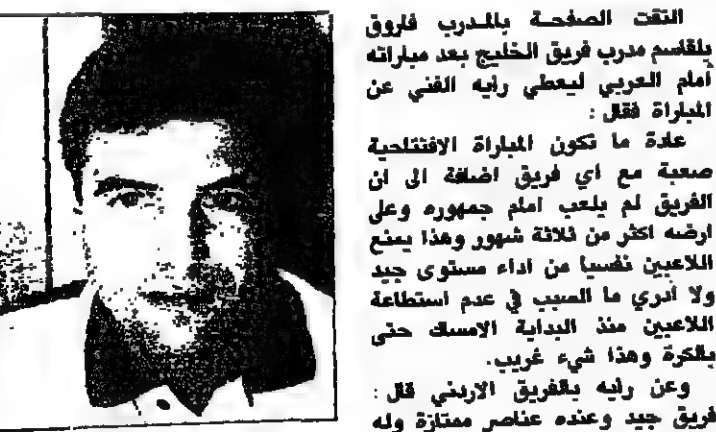 التقت الصفحة بالمدرب فاروق
بلقاسم مدرب فريق الخليج بعد مباراته
أمام العربي ليعطي رأيه الفني عن
المباراة فقال :
عادة ما تكون المباراة الافتتاحية
صعبة مع اي فريق اضافة الى ان
الفريق لم يلعب امام جمهوره وعلى
ارضه اكثر من ثلاثة شهور وهذا يمنع
اللاعبين نفسيا من اداء مستوى جيد
ولا أدري ما السبب في عدم استطاعة
اللاعبين منذ البداية الامساك حتى
بالكرة وهذا شيء غريب.
وعن رأيه بالفريق الاردني قال :
فريق جيد وعنده عناصر ممتازة وله